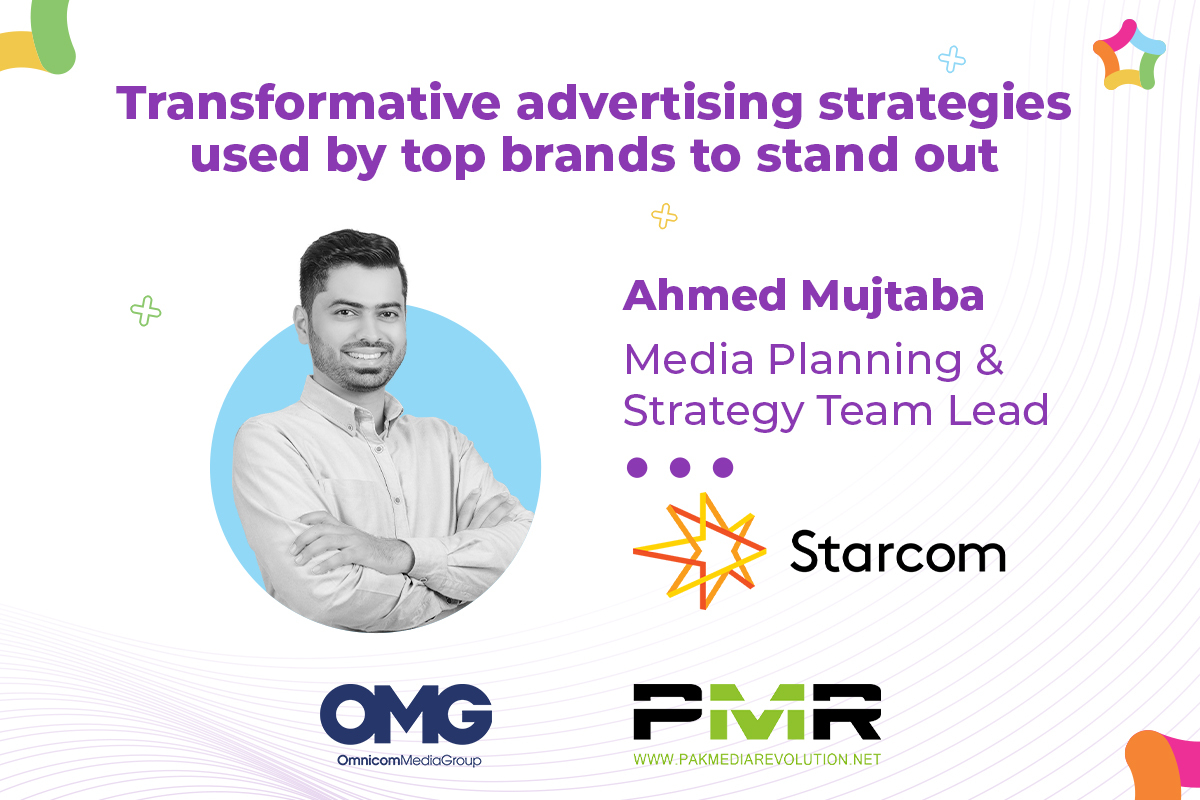 Transformative advertising strategies
used by top brands to stand out
Ahmed Mujtaba
Media Planning &
Strategy Team Lead
Starcom
OMG
OmnicomMediaGroup
PMR
WWW.PAKMEDIAREVOLUTION.NET